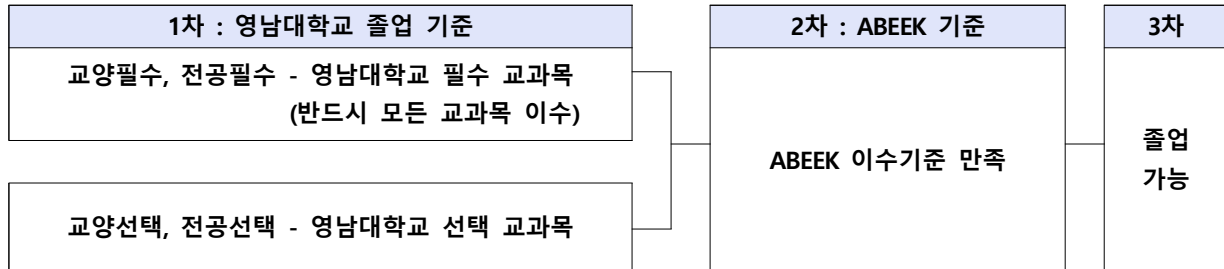 1차 : 영남대학교 졸업 기준
교양필수, 전공필수 - 영남대학교 필수 교과목
(반드시 모든 교과목 이수)
교양선택, 전공선택 - 영남대학교 선택 교과목
2차 : ABEEK 기준
ABEEK 이수기준 만족
3차
졸업
가능